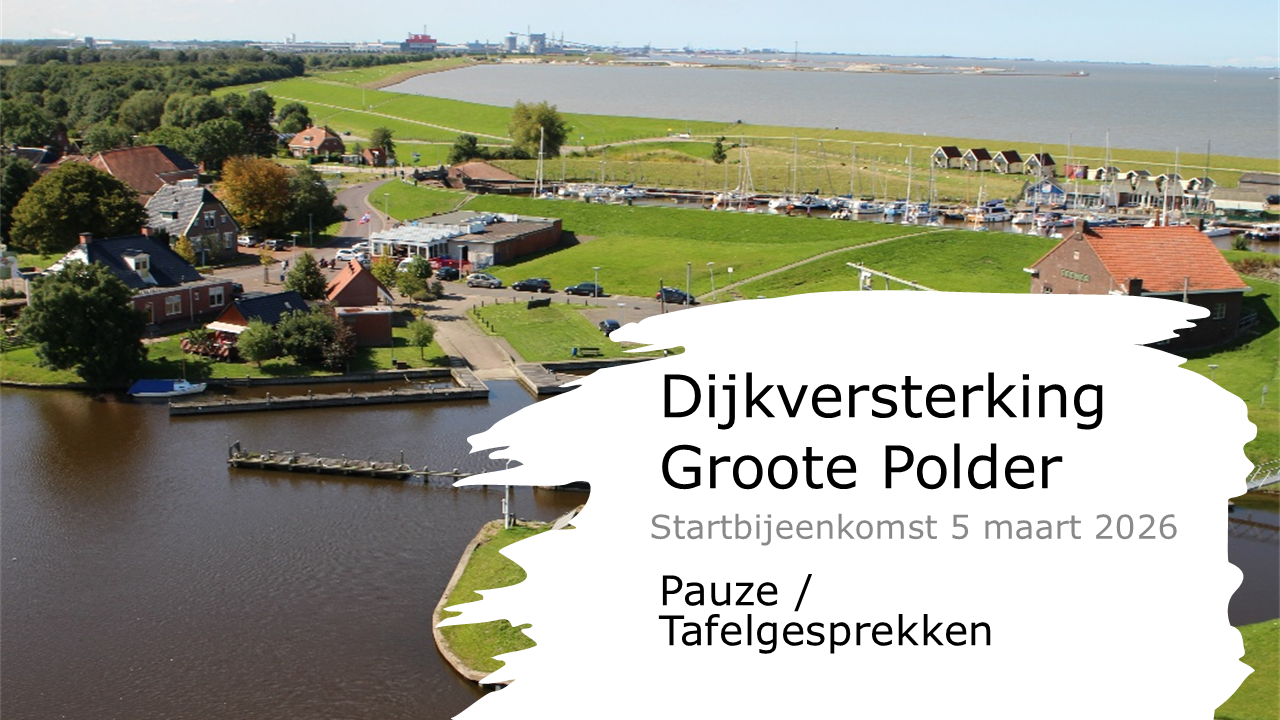 Dijkversterking
Groote Polder
Startbijeenkomst 5 maart 2026
Pauze /
Tafelgesprekken